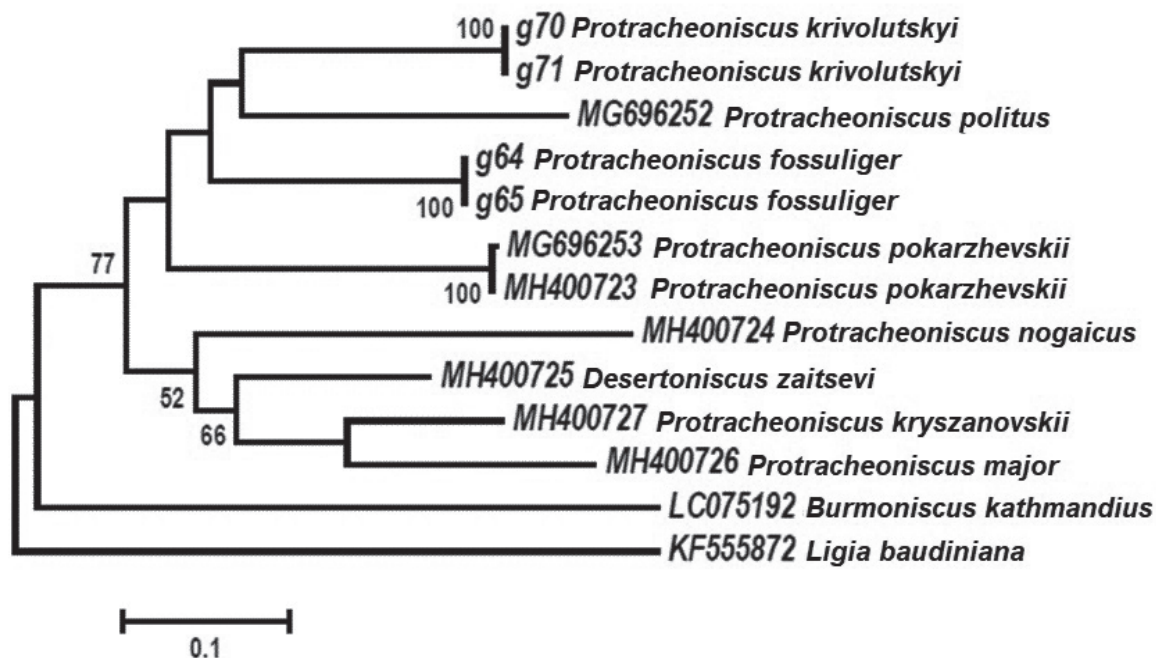 100 g70 Protracheoniscus krivolutskyi
g71 Protracheoniscus krivolutskyi
MG696252 Protracheoniscus politus
g64 Protracheoniscus fossuliger
100 g65 Protracheoniscus fossuliger
77 MG696253 Protracheoniscus pokarzhevskii
100 MH400723 Protracheoniscus pokarzhevskii
MH400724 Protracheoniscus nogaicus
MH400725 Desertoniscus zaitsevi
52
MH400727 Protracheoniscus kryszanovskii
66
MH400726 Protracheoniscus major
LC075192 Burmoniscus kathmandius
KF555872 Ligia baudiniana
0.1